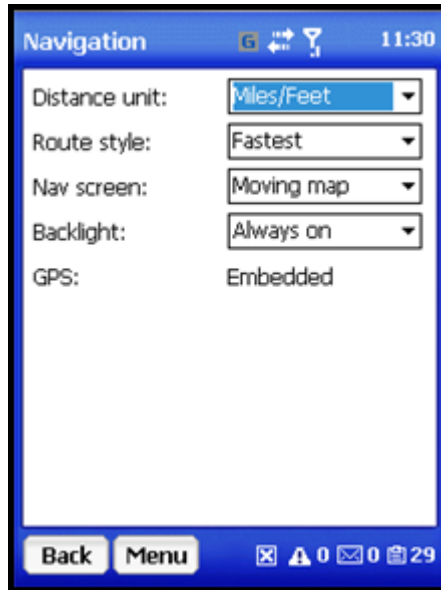 Navigation G 11:30
Distance unit: Miles/Feet
Route style: Fastest
Nav screen: Moving map
Backlight: Always on
GPS: Embedded
Back Menu 0 0 29